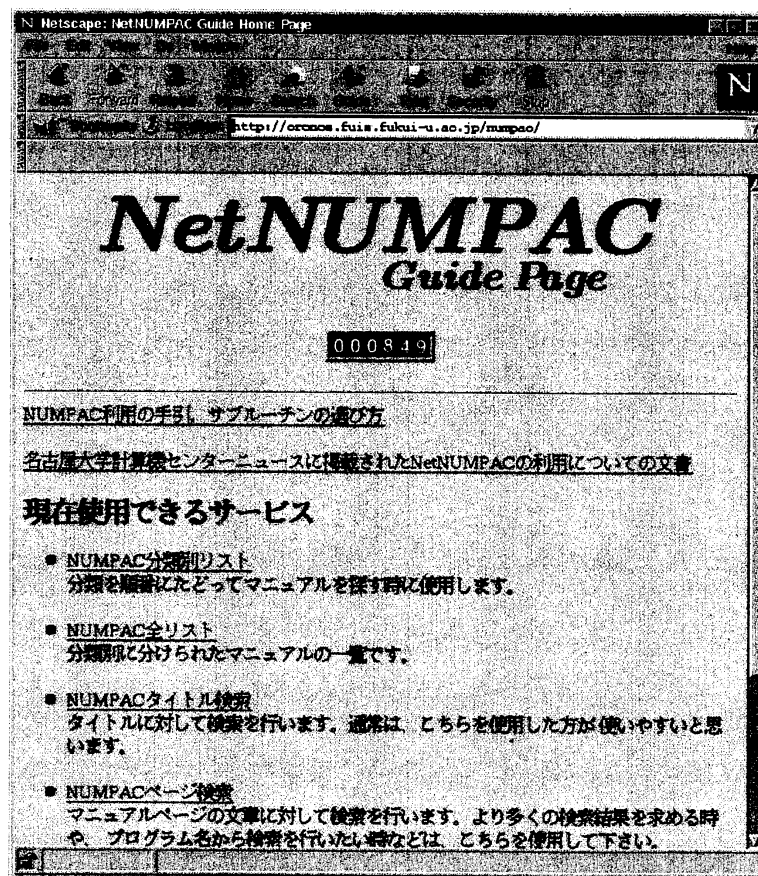 Netscape: NetNUMPAC Guide Home Page
http://cronos.fuis.fukui-u.ac.jp/numpac/
N
NetNUMPAC
Guide Page
000849
NUMPAC利用の手引, サブルーチンの選び方
名古屋大学計算機センターニュースに掲載されたNetNUMPACの利用についての文書
現在使用できるサービス
NUMPAC分類別リスト
分類を順番にたどってマニュアルを探す時に使用します。
NUMPAC全リスト
分類別に分けられたマニュアルの一覧です。
NUMPACタイトル検索
タイトルに対して検索を行います。通常は、こちらを使用した方が使いやすいと思
います。
NUMPACページ検索
マニュアルページの文章に対して検索を行います。より多くの検索結果を求める時
や、プログラム名から検索を行いたい時などは、こちらを使用して下さい。